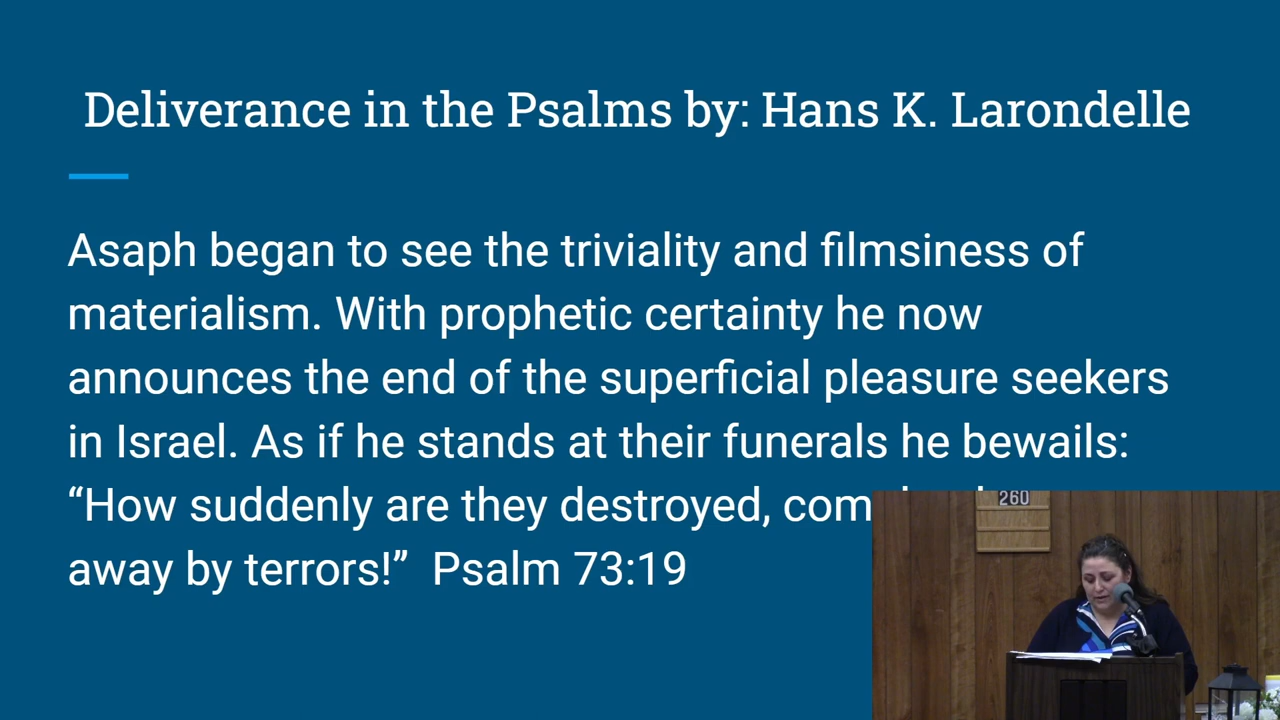 Deliverance in the Psalms by: Hans K. Larondelle
Asaph began to see the triviality and filmsiness of
materialism. With prophetic certainty he now
announces the end of the superficial pleasure seekers
in Israel. As if he stands at their funerals he bewails:
“How suddenly are they destroyed,
away by terrors!” Psalm 73:19
260